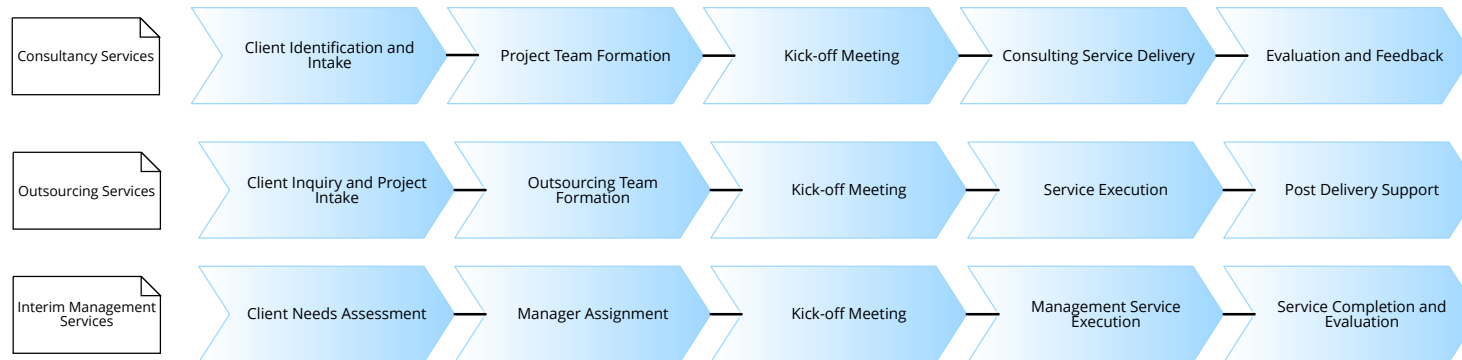 Consultancy Services
Client Identification and
Intake
Project Team Formation
Kick-off Meeting
Consulting Service Delivery
Evaluation and Feedback
Outsourcing Services
Client Inquiry and Project
Intake
Outsourcing Team
Formation
Kick-off Meeting
Service Execution
Post Delivery Support
Interim Management
Services
Client Needs Assessment
Manager Assignment
Kick-off Meeting
Management Service
Execution
Service Completion and
Evaluation